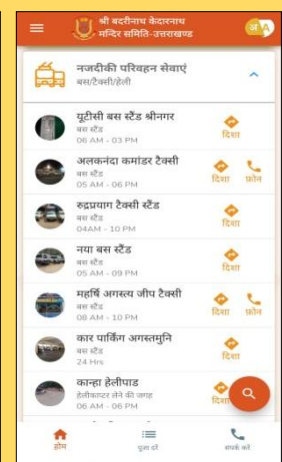 श्री बदरीनाथ केदारनाथ
मन्दिर समिति-उत्तराखण्ड
अ A
नजदीकी परिवहन सेवाएं
बस/टैक्सी/हेली
यूटीसी बस स्टैंड श्रीनगर
बस स्टैंड
06 AM - 03 PM
दिशा
अलकनंदा कमांडर टैक्सी
बस स्टैंड
05 AM - 06 PM
दिशा फ़ोन
रुद्रप्रयाग टैक्सी स्टैंड
बस स्टैंड
04AM - 10 PM
दिशा
नया बस स्टैंड
बस स्टैंड
05 AM - 09 PM
दिशा
महर्षि अगस्त्य जीप टैक्सी
बस स्टैंड
08 AM - 10 PM
दिशा फ़ोन
कार पार्किंग अगस्तमुनि
बस स्टैंड
24 Hrs
दिशा
कान्हा हेलीपाड
हेलीकाप्टर लेने की जगह
06 AM - 06 PM
होम पूजा दरें संपर्क करें